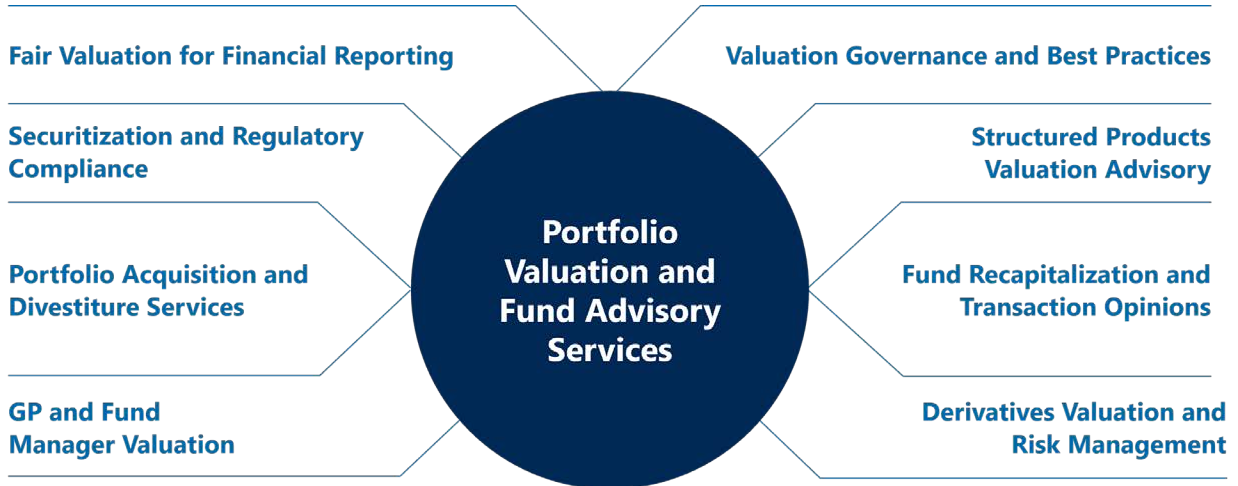 Fair Valuation for Financial Reporting
Securitization and Regulatory
Compliance
Portfolio Acquisition and
Divestiture Services
GP and Fund
Manager Valuation
Portfolio
Valuation and
Fund Advisory
Services
Valuation Governance and Best Practices
Structured Products
Valuation Advisory
Fund Recapitalization and
Transaction Opinions
Derivatives Valuation and
Risk Management